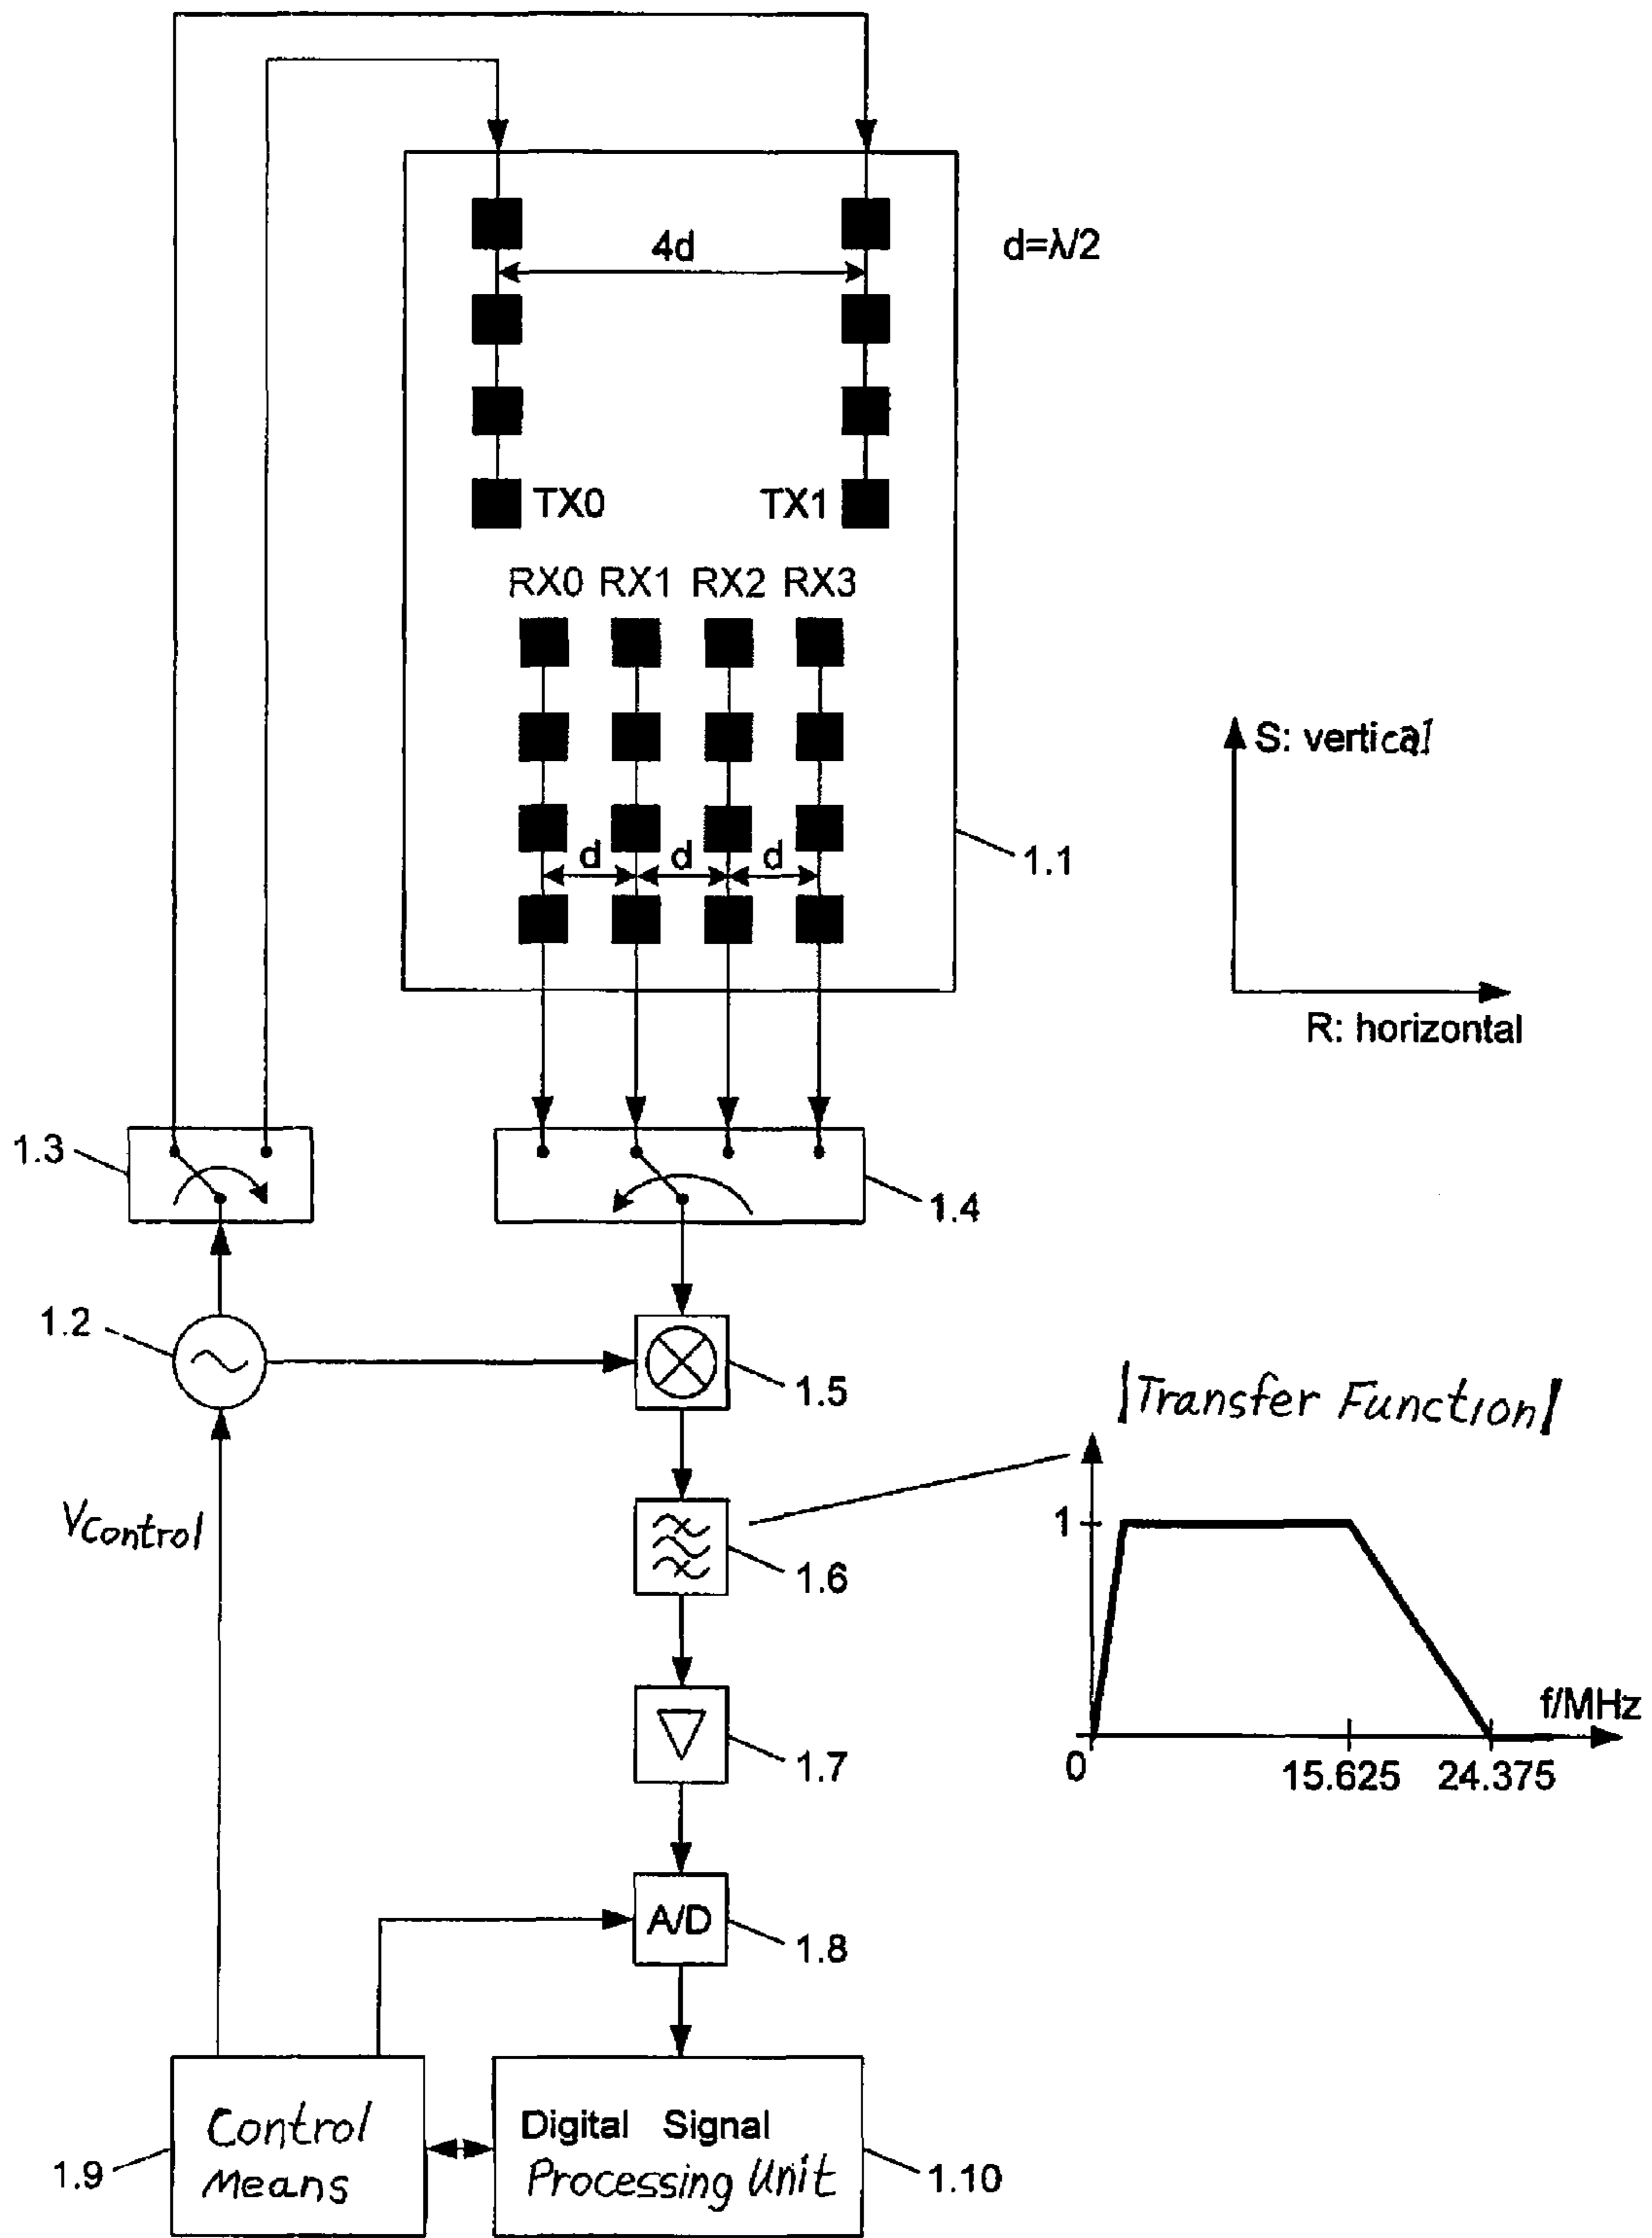 4d
d=λ/2
TX0 TX1
RX0 RX1 RX2 RX3
S: vertical
d d d
1.1
R: horizontal
1.3
1.4
1.2
1.5
|Transfer Function|
Vcontrol
1
1.6
f/MHz
0
15.625 24.375
1.7
A/D
1.8
Control
Means
1.9
Digital Signal
Processing Unit
1.10